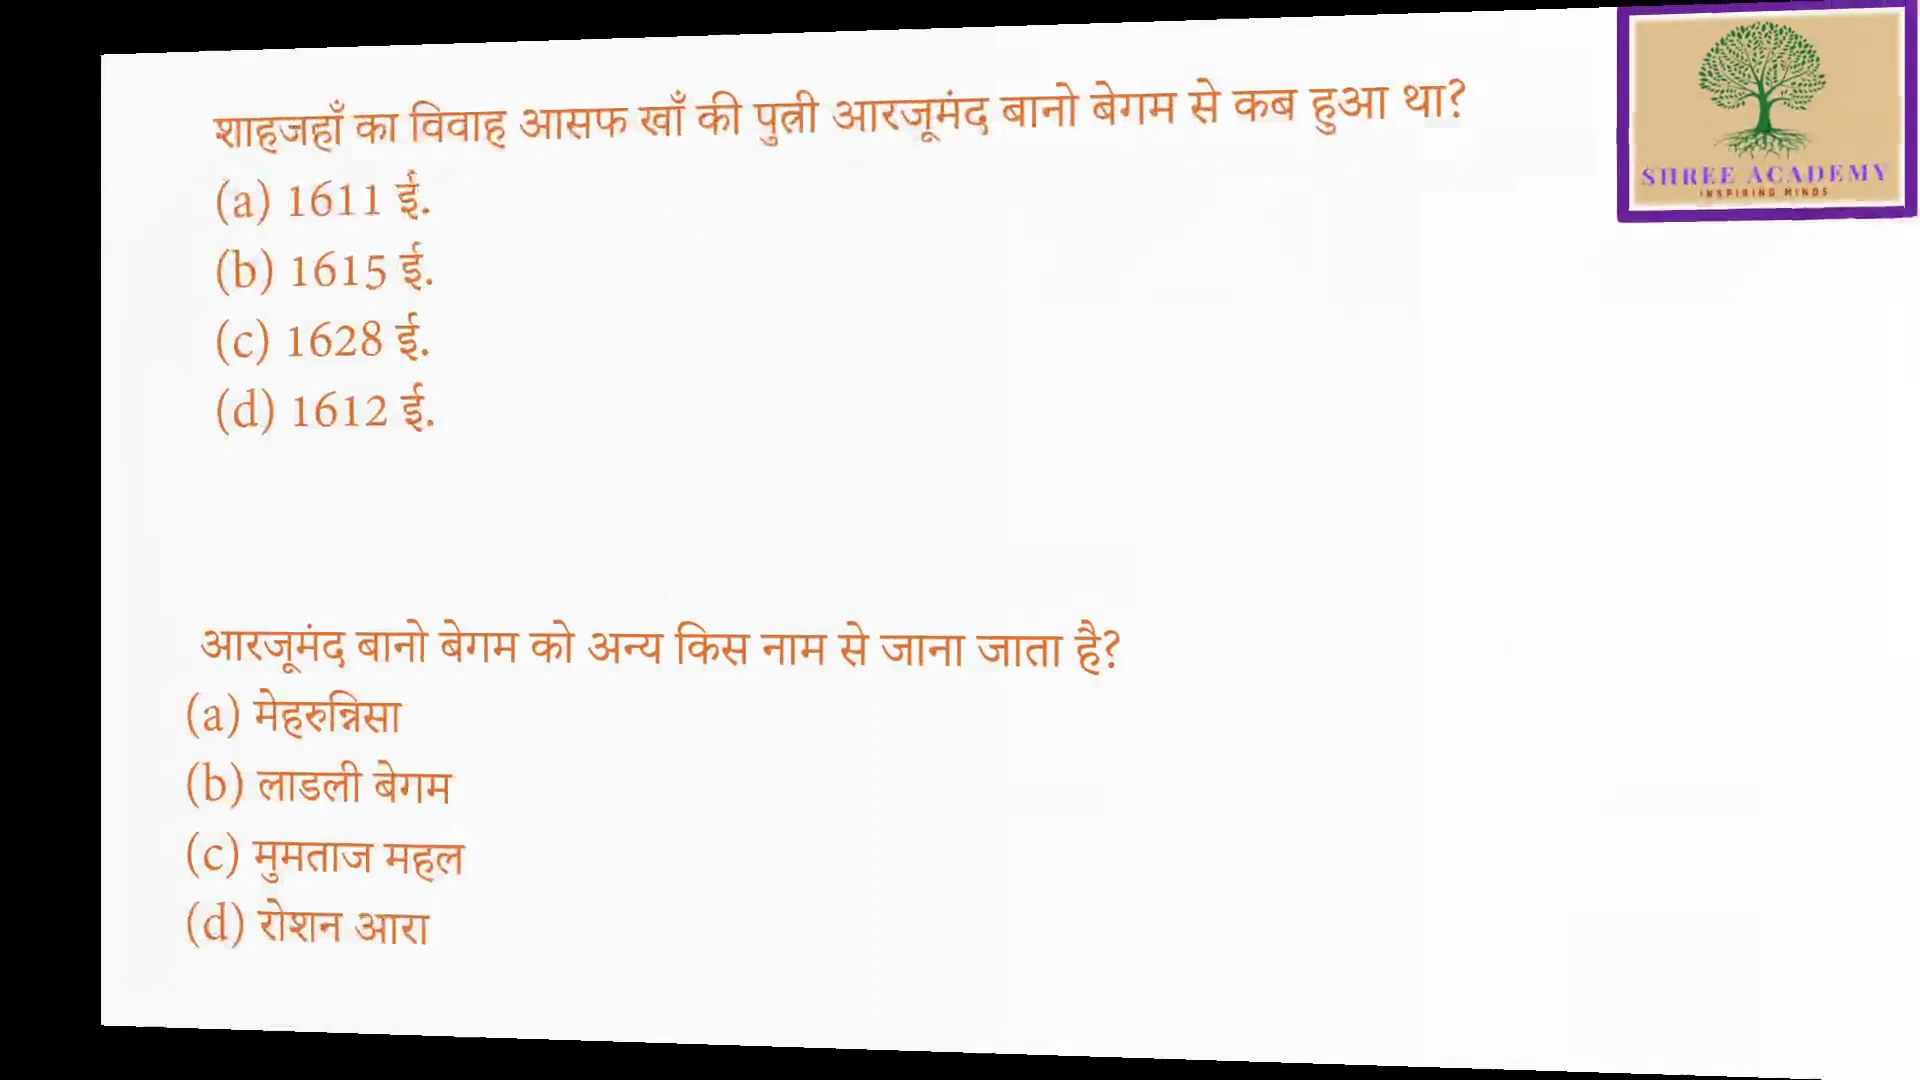 शाहजहाँ का विवाह आसफ खाँ की पुत्री आरजूमंद बानो बेगम से कब हुआ था?
(a) 1611 ई.
(b) 1615 ई.
(c) 1628 ई.
(d) 1612 ई.
आरजूमंद बानो बेगम को अन्य किस नाम से जाना जाता है?
(a) मेहरुन्निसा
(b) लाडली बेगम
(c) मुमताज महल
(d) रोशन आरा
SHREE ACADEMY
INSPIRING MINDS